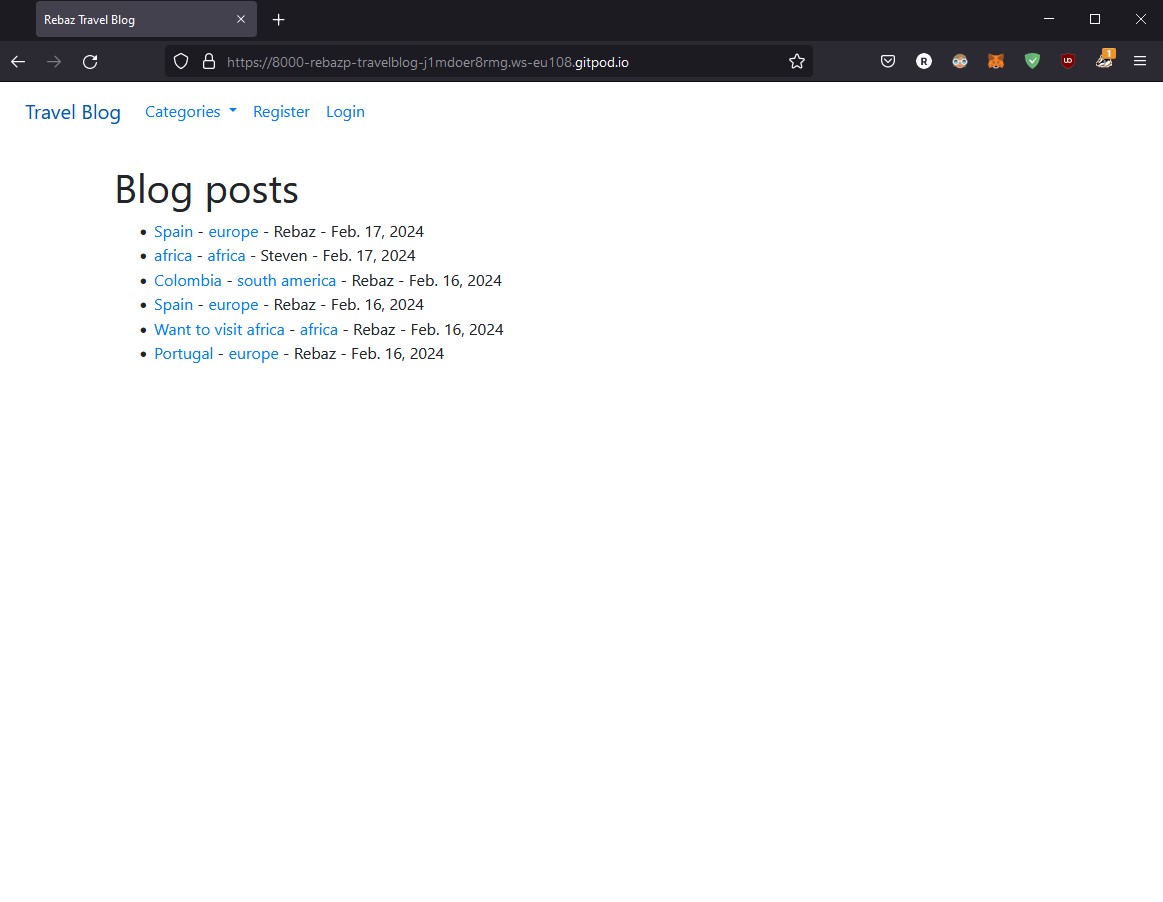 Rebaz Travel Blog
https://8000-rebazp-travelblog-j1mdoer8rmg.ws-eu108.gitpod.io
R
UD
1
Travel Blog Categories Register Login
Blog posts
• Spain - europe - Rebaz - Feb. 17, 2024
• africa - africa - Steven - Feb. 17, 2024
• Colombia - south america - Rebaz - Feb. 16, 2024
• Spain - europe - Rebaz - Feb. 16, 2024
• Want to visit africa - africa - Rebaz - Feb. 16, 2024
• Portugal - europe - Rebaz - Feb. 16, 2024